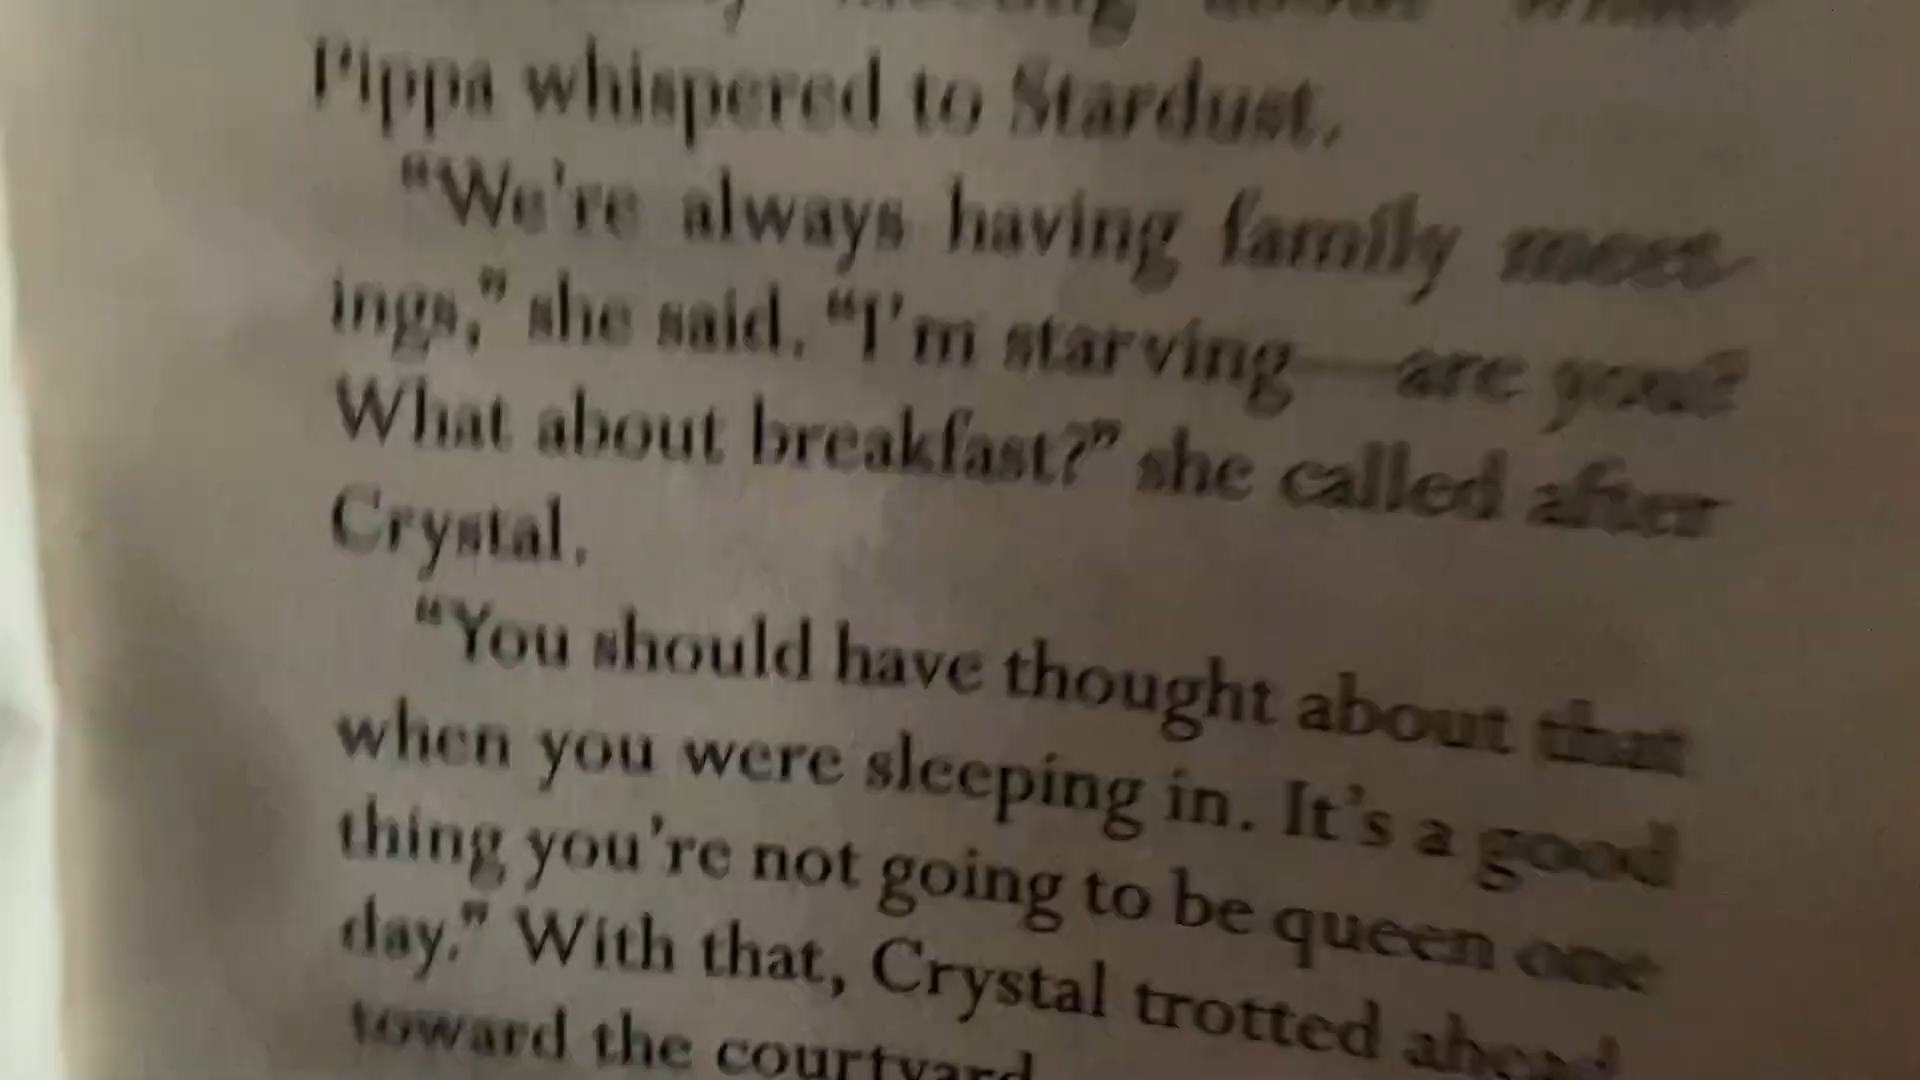 Pippa whispered to Stardust.
"We're always having family meet-
ings," she said. "I'm starving—are you?
What about breakfast?" she called after
Crystal.
"You should have thought about that
when you were sleeping in. It's a good
thing you're not going to be queen one
day." With that, Crystal trotted ahead
toward the courtyard